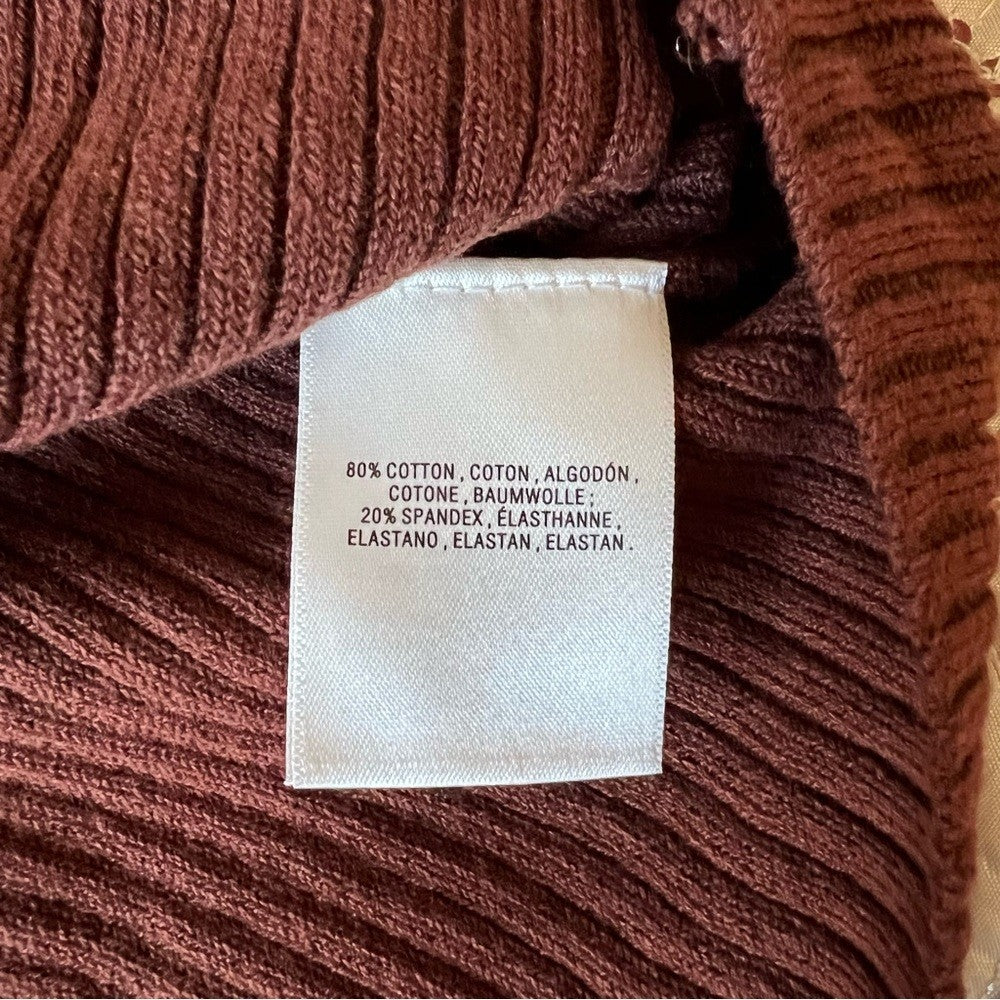 80% COTTON, COTON, ALGODÓN,
COTONE, BAUMWOLLE;
20% SPANDEX, ÉLASTHANNE,
ELASTANO, ELASTAN, ELASTAN.